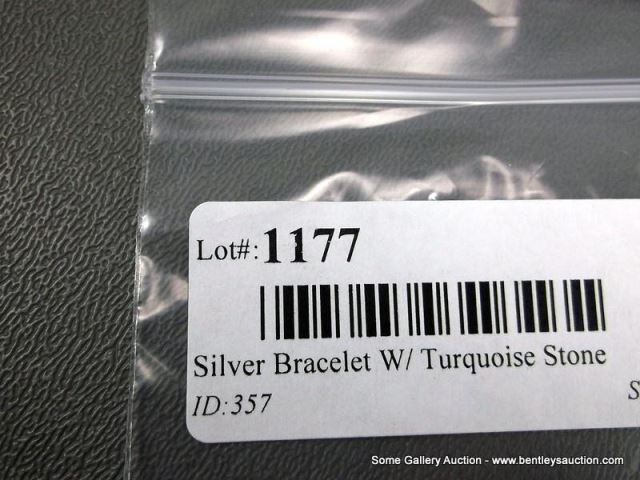 Lot#: 1177
Silver Bracelet W/ Turquoise Stone
ID:357
S
Some Gallery Auction - www.bentleysauction.com